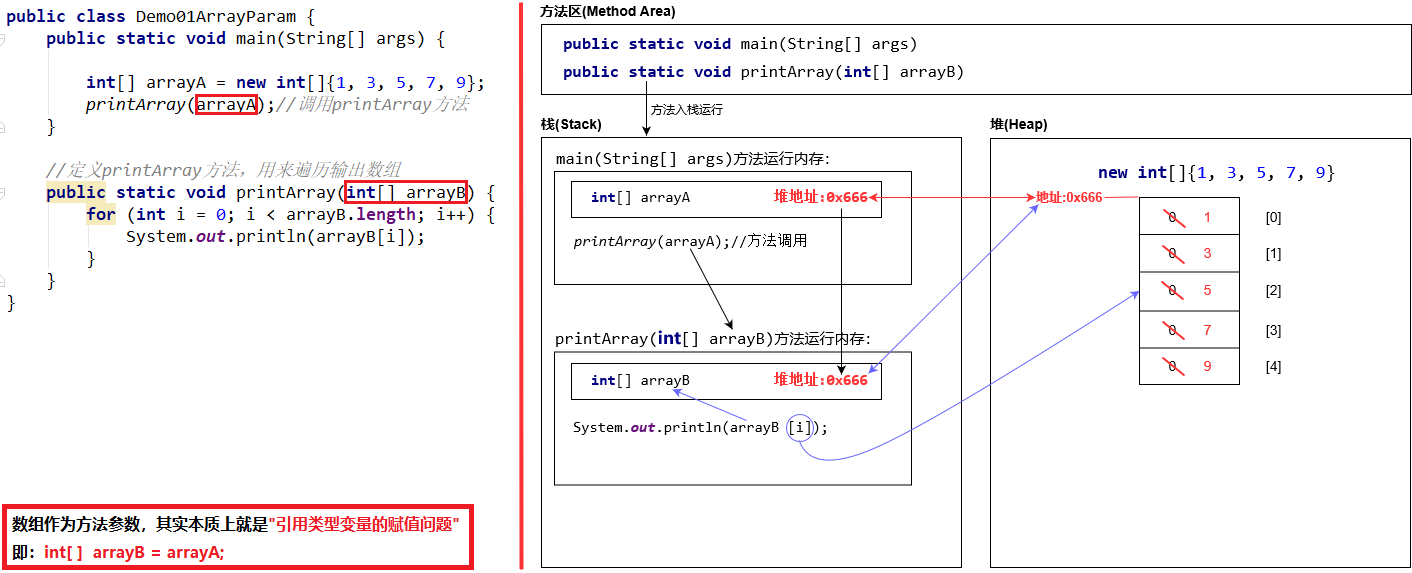 public class Demo01ArrayParam {
public static void main(String[] args) {
int[] arrayA = new int[]{1, 3, 5, 7, 9};
printArray(arrayA);//调用printArray方法
}
//定义printArray方法，用来遍历输出数组
public static void printArray(int[] arrayB) {
for (int i = 0; i < arrayB.length; i++) {
System.out.println(arrayB[i]);
}
}
}
数组作为方法参数，其实本质上就是"引用类型变量的赋值问题"
即：int[ ] arrayB = arrayA;
方法区(Method Area)
public static void main(String[] args)
public static void printArray(int[] arrayB)
方法入栈运行
栈(Stack)
main(String[] args)方法运行内存：
int[] arrayA 堆地址:0x666
printArray(arrayA);//方法调用
printArray(int[] arrayB)方法运行内存：
int[] arrayB 堆地址:0x666
System.out.println(arrayB [i]);
堆(Heap)
new int[]{1, 3, 5, 7, 9}
地址:0x666
0 1 [0]
0 3 [1]
0 5 [2]
0 7 [3]
0 9 [4]